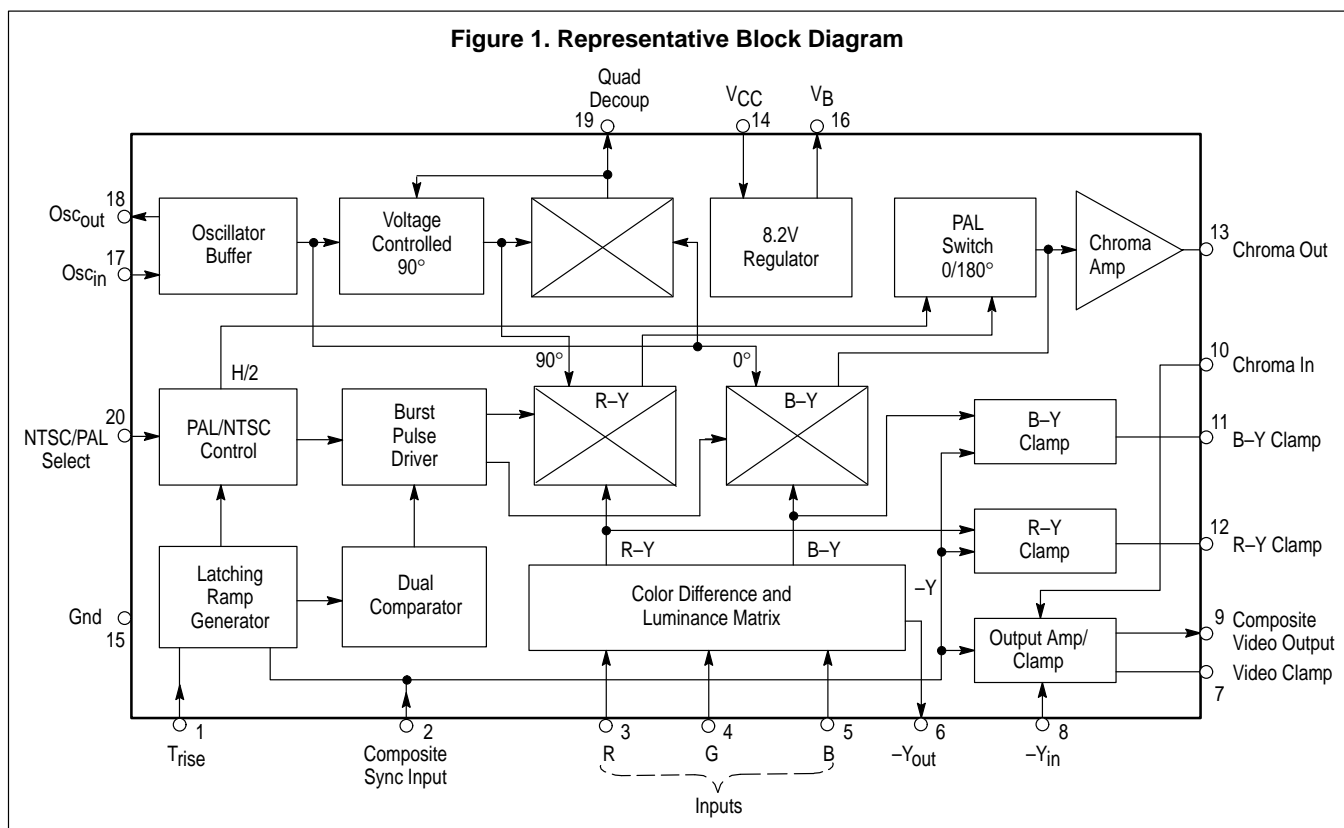 Figure 1. Representative Block Diagram
Quad
Decoup
19
VCC
14
VB
16
18
Oscout
17
Oscin
Oscillator
Buffer
Voltage
Controlled
90°
8.2V
Regulator
PAL
Switch
0/180°
Chroma
Amp
13
Chroma Out
H/2
90°
0°
10
Chroma In
20
NTSC/PAL
Select
PAL/NTSC
Control
Burst
Pulse
Driver
R–Y
B–Y
B–Y
Clamp
11
B–Y Clamp
R–Y
Clamp
12
R–Y Clamp
R–Y
B–Y
–Y
Gnd
15
Latching
Ramp
Generator
Dual
Comparator
Color Difference and
Luminance Matrix
Output Amp/
Clamp
9
Composite
Video Output
Video Clamp
7
1
Trise
2
Composite
Sync Input
3
R
4
G
5
B
6
–Yout
8
–Yin
Inputs